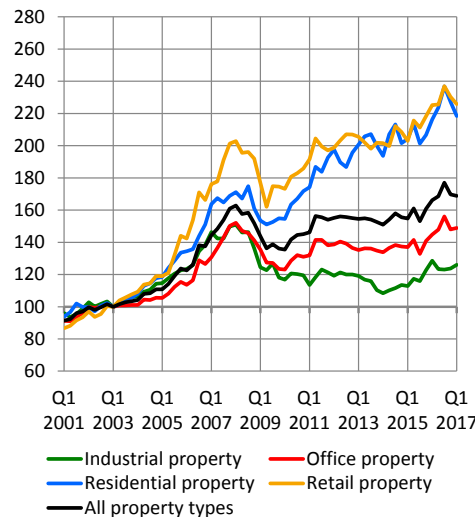 280
260
240
220
200
180
160
140
120
100
80
60
Q1 Q1 Q1 Q1 Q1 Q1 Q1 Q1 Q1
2001 2003 2005 2007 2009 2011 2013 2015 2017
Industrial property Office property
Residential property Retail property
All property types